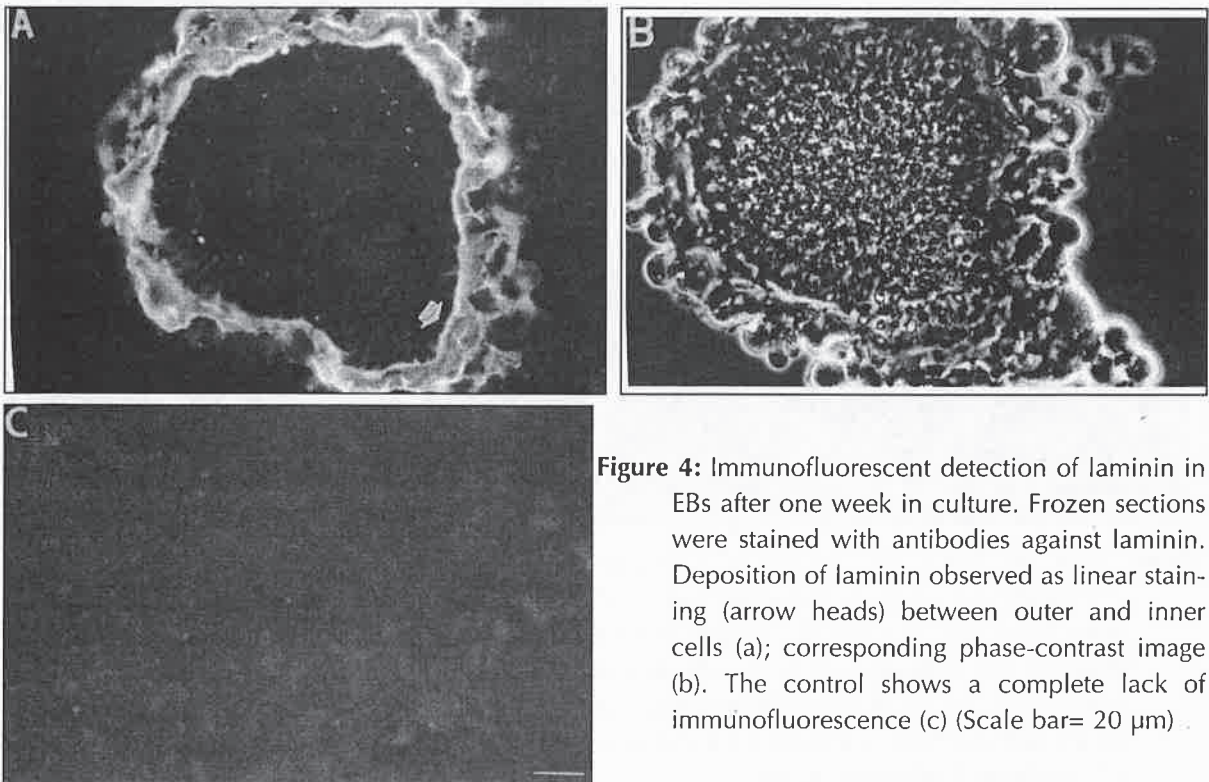 A
B
C
Figure 4: Immunofluorescent detection of laminin in
EBs after one week in culture. Frozen sections
were stained with antibodies against laminin.
Deposition of laminin observed as linear stain-
ing (arrow heads) between outer and inner
cells (a); corresponding phase-contrast image
(b). The control shows a complete lack of
immunofluorescence (c) (Scale bar= 20 µm)